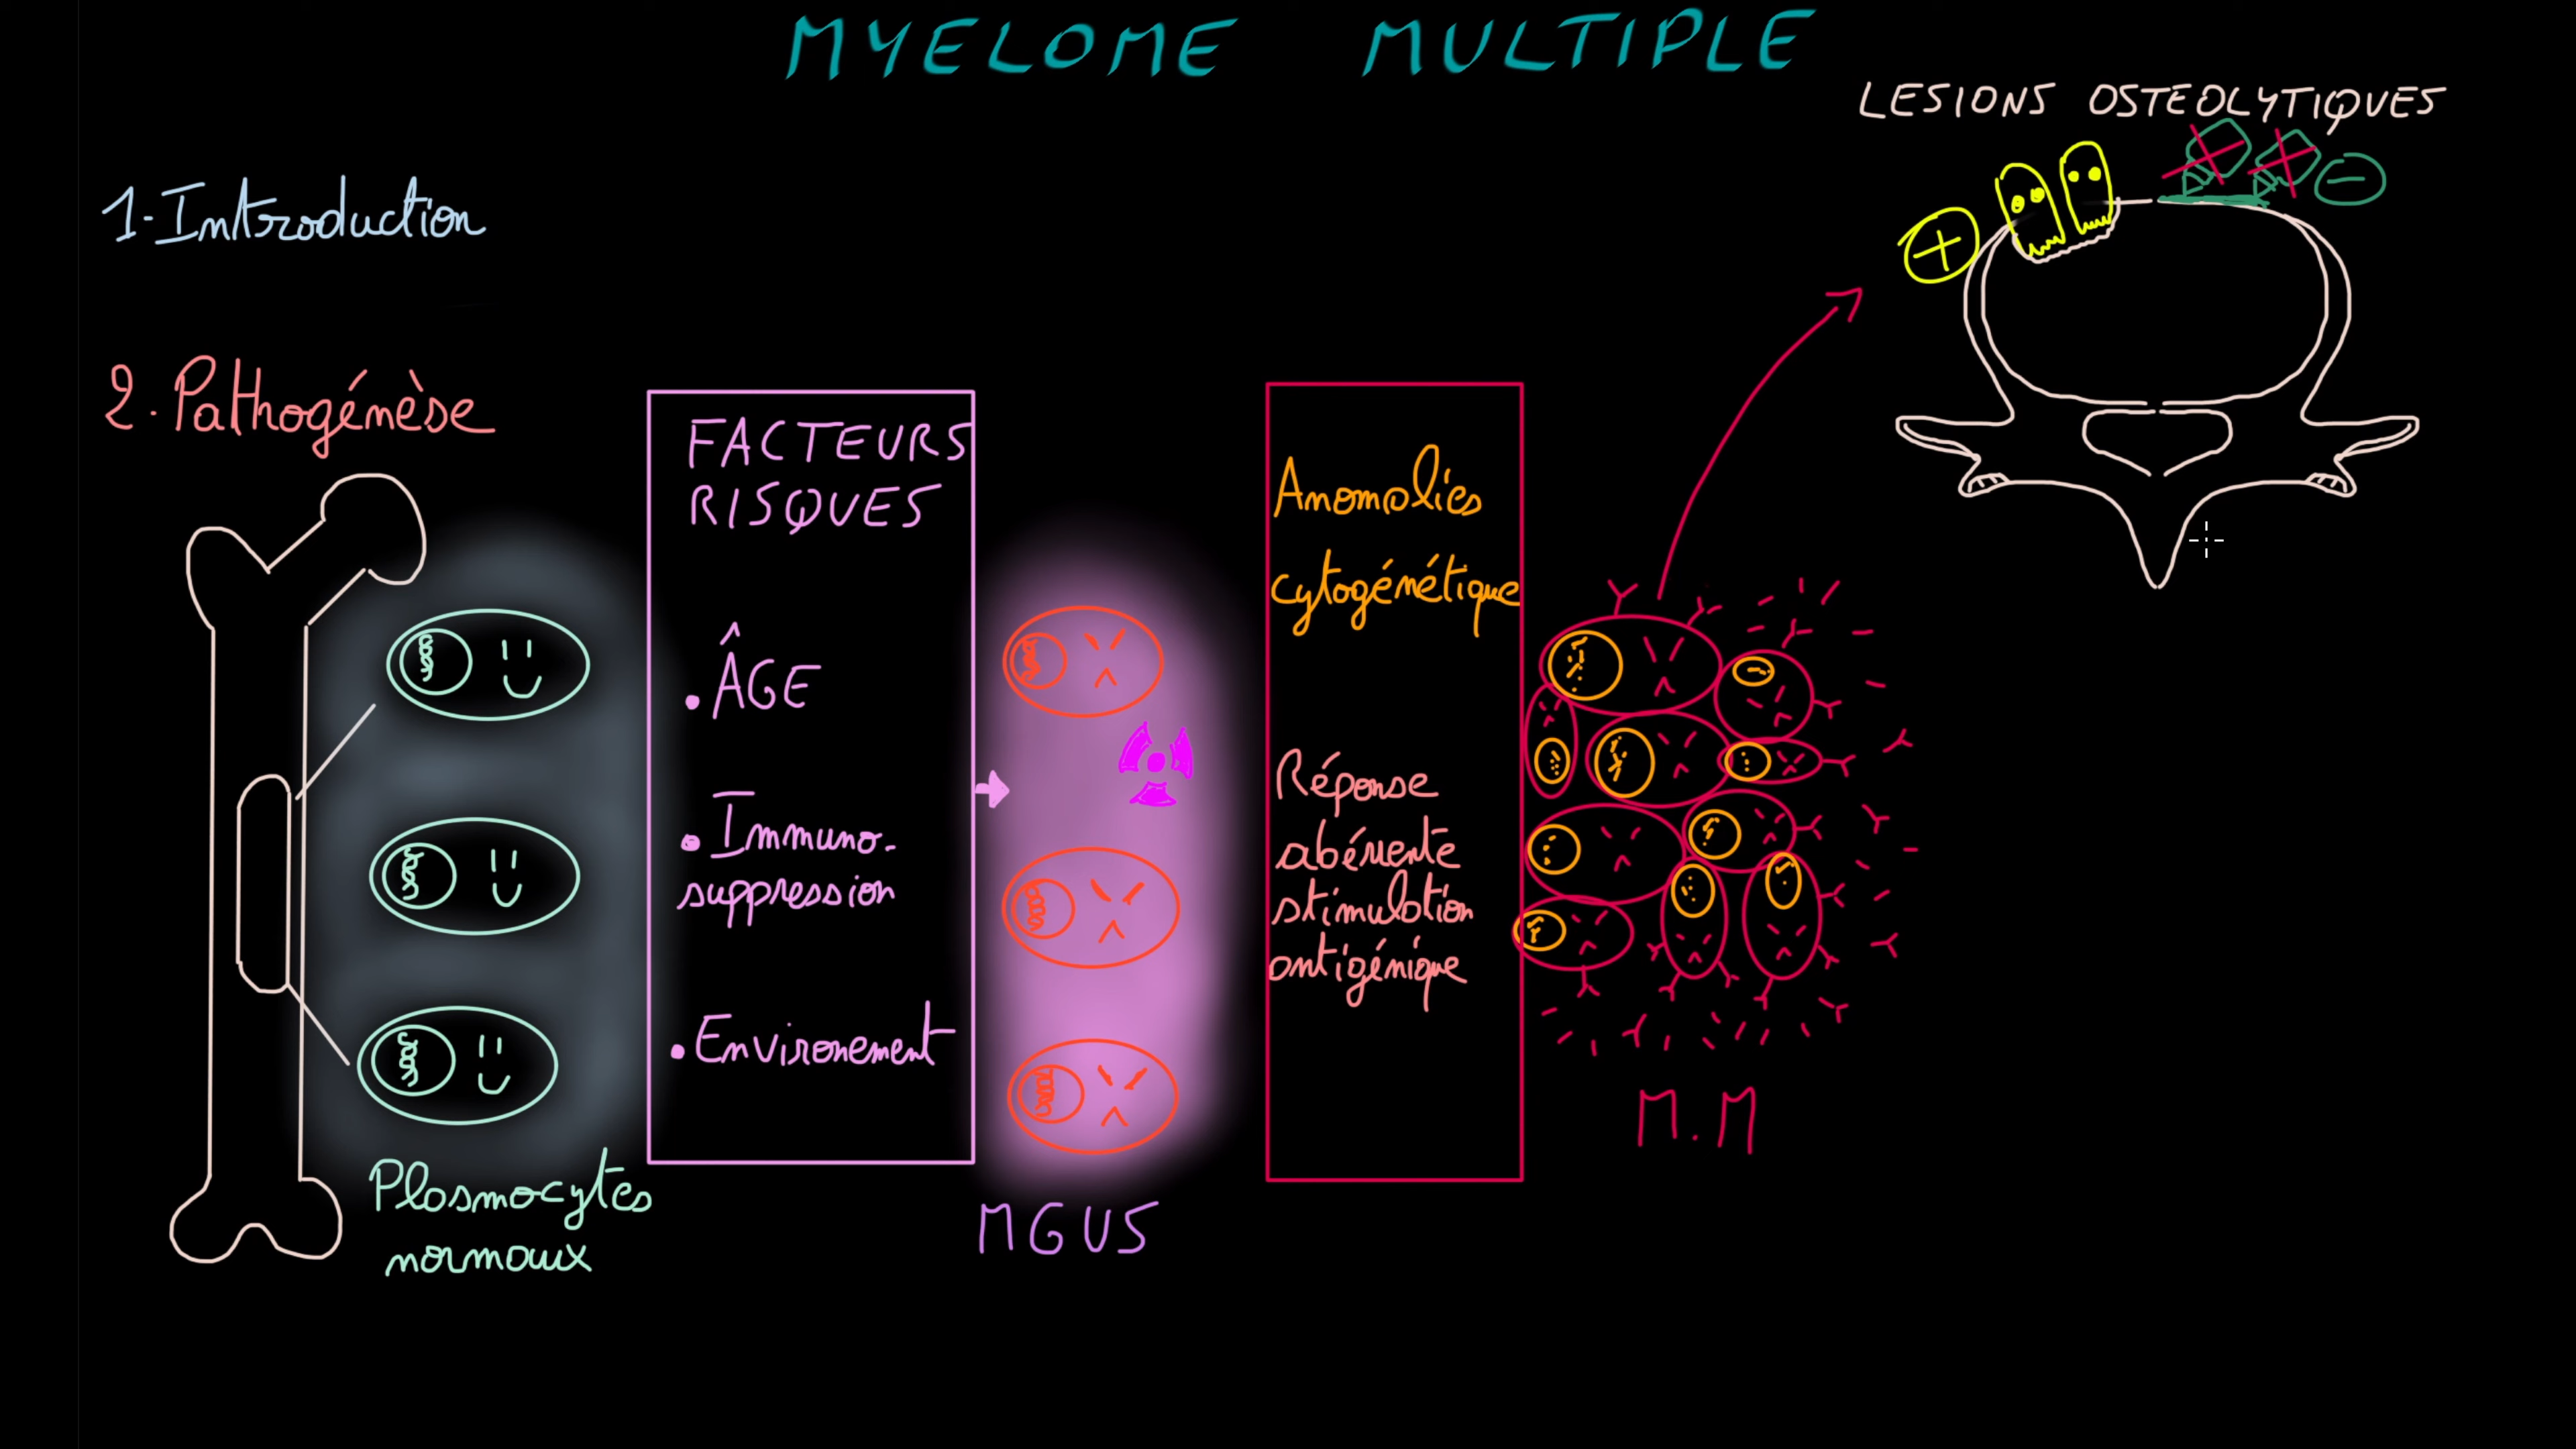 MYELOME MULTIPLE
LESIONS OSTEOLYTIQUES
1-Introduction
2.Pathogénèse
FACTEURS
RISQUES
• ÂGE
• Immuno-
suppression
• Environement
Plasmocytes
normaux
MGUS
Anomalies
cytogénétique
Réponse
abérrente
stimulation
antigénique
M.M